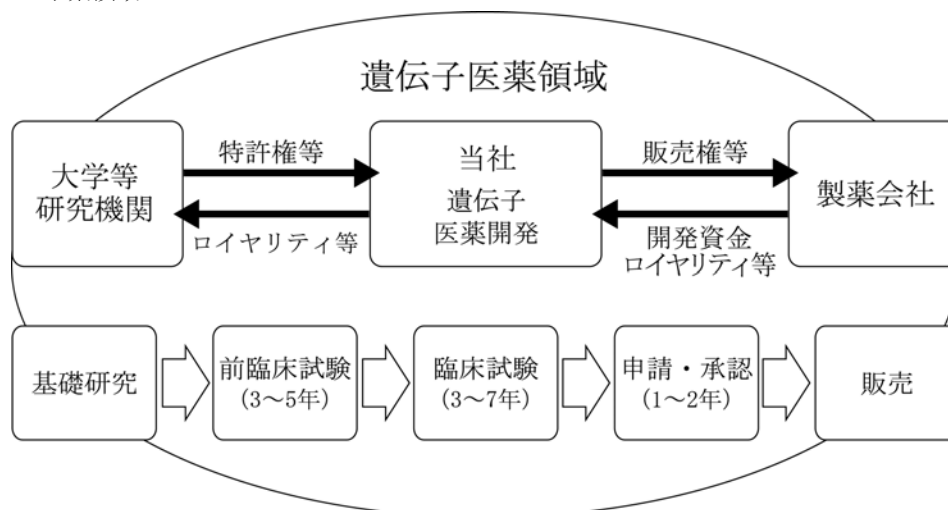 遺伝子医薬領域
大学等
研究機関
特許権等
ロイヤリティ等
当社
遺伝子
医薬開発
販売権等
開発資金
ロイヤリティ等
製薬会社
基礎研究
前臨床試験
(3～5年)
臨床試験
(3～7年)
申請・承認
(1～2年)
販売